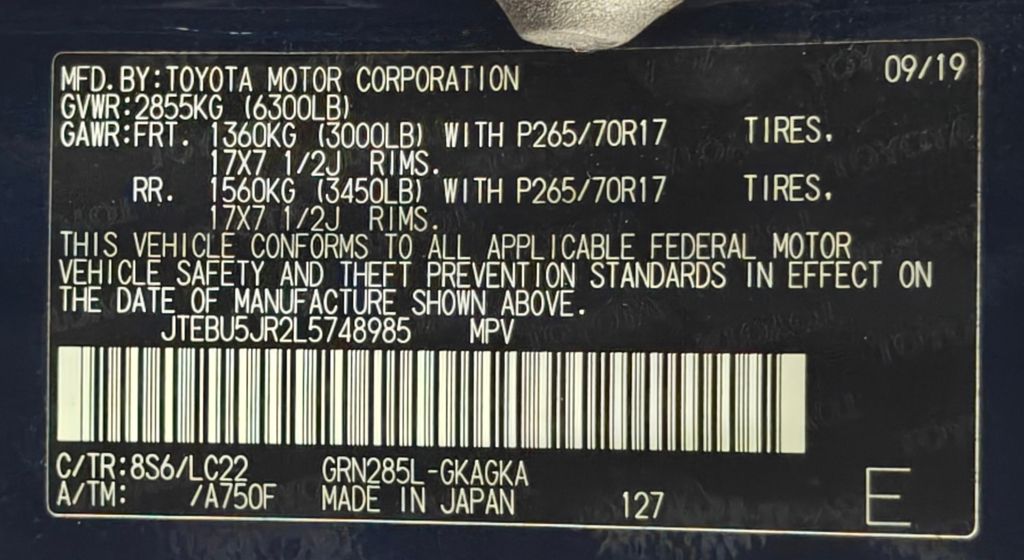 09/19
MFD.BY:TOYOTA MOTOR CORPORATION
GVWR:2855KG (6300LB)
GAWR:FRT. 1360KG (3000LB) WITH P265/70R17 TIRES.
17X7 1/2J RIMS.
RR. 1560KG (3450LB) WITH P265/70R17 TIRES.
17X7 1/2J RIMS.
THIS VEHICLE CONFORMS TO ALL APPLICABLE FEDERAL MOTOR
VEHICLE SAFETY AND THEFT PREVENTION STANDARDS IN EFFECT ON
THE DATE OF MANUFACTURE SHOWN ABOVE.
JTEBU5JR2L5748985 MPV
C/TR:8S6/LC22 GRN285L-GKAGKA
A/TM: /A750F MADE IN JAPAN 127 E